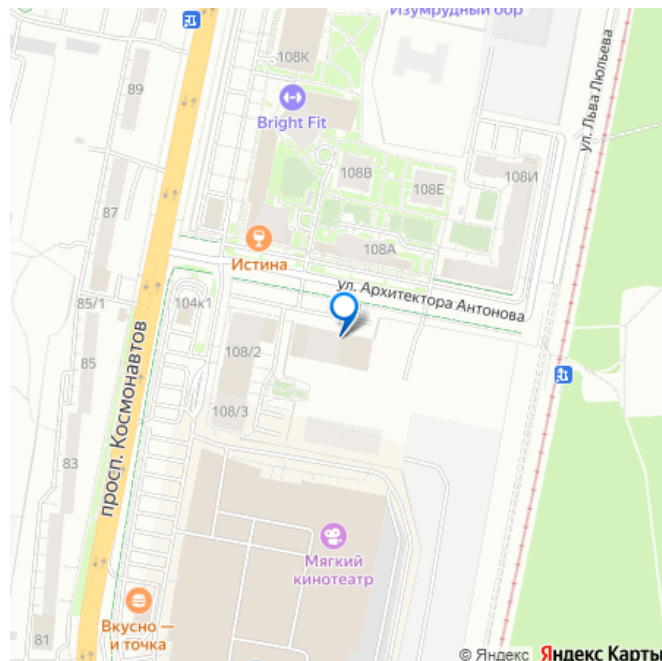 Изумрудный бор
108К
89
Bright Fit
ул. Льва Люльева
108В
108Е
108И
87
108А
Истина
ул. Архитектора Антонова
85/1
104к1
просп. Космонавтов
108/2
85
108/3
83
Мягкий
кинотеатр
Вкусно —
и точка
81
© Яндекс Яндекс Карты